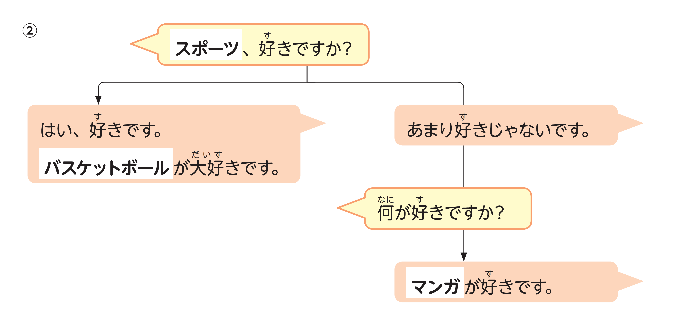 ②
スポーツ、好きですか？
はい、好きです。
バスケットボールが大好きです。
あまり好きじゃないです。
何が好きですか？
マンガが好きです。